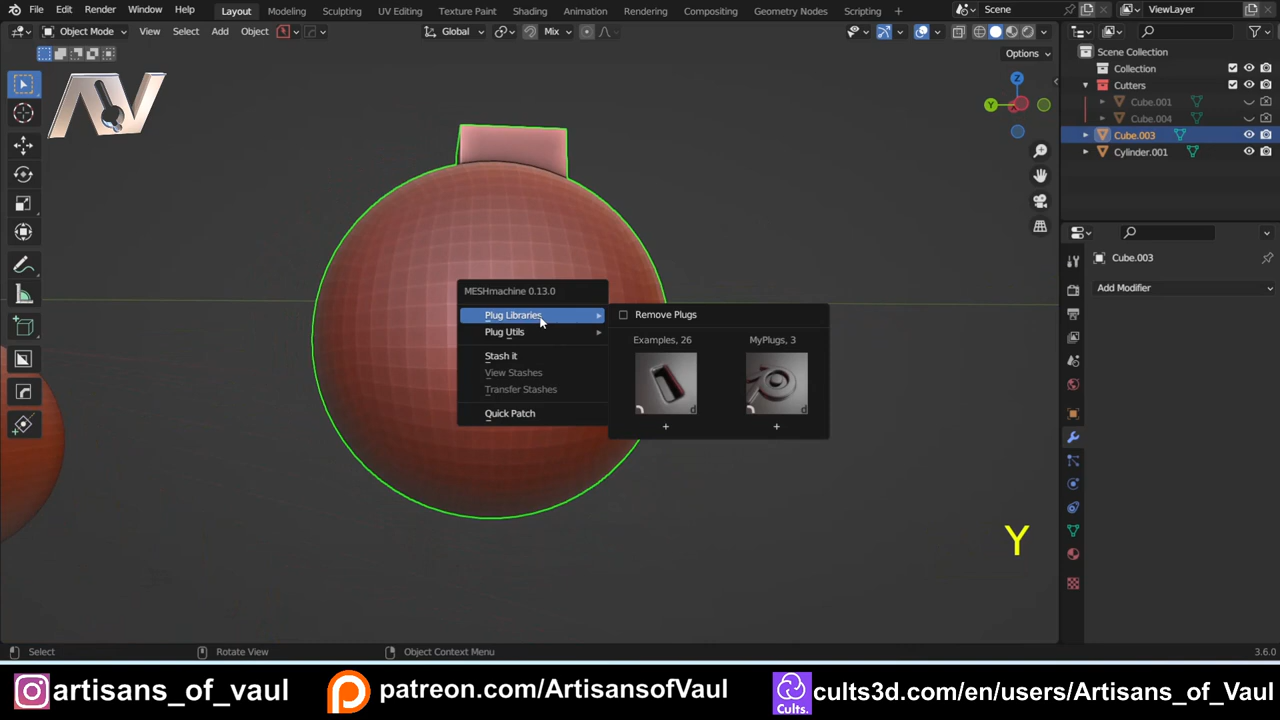 File Edit Render Window Help Layout Modeling Sculpting UV Editing Texture Paint Shading Animation Rendering Compositing Geometry Nodes Scripting + Scene ViewLayer
Object Mode View Select Add Object Global Mix
Options
Scene Collection
Collection
Cutters
Cube.001
Cube.004
Cube.003
Cylinder.001
Cube.003
Add Modifier
AV
Z
Y
MESHmachine 0.13.0
Plug Libraries
Plug Utils
Stash it
View Stashes
Transfer Stashes
Quick Patch
Remove Plugs
Examples, 26 MyPlugs, 3
+ +
Y
Select Rotate View Object Context Menu 3.6.0
artisans_of_vaul patreon.com/ArtisansofVaul Cults. cults3d.com/en/users/Artisans_of_Vaul